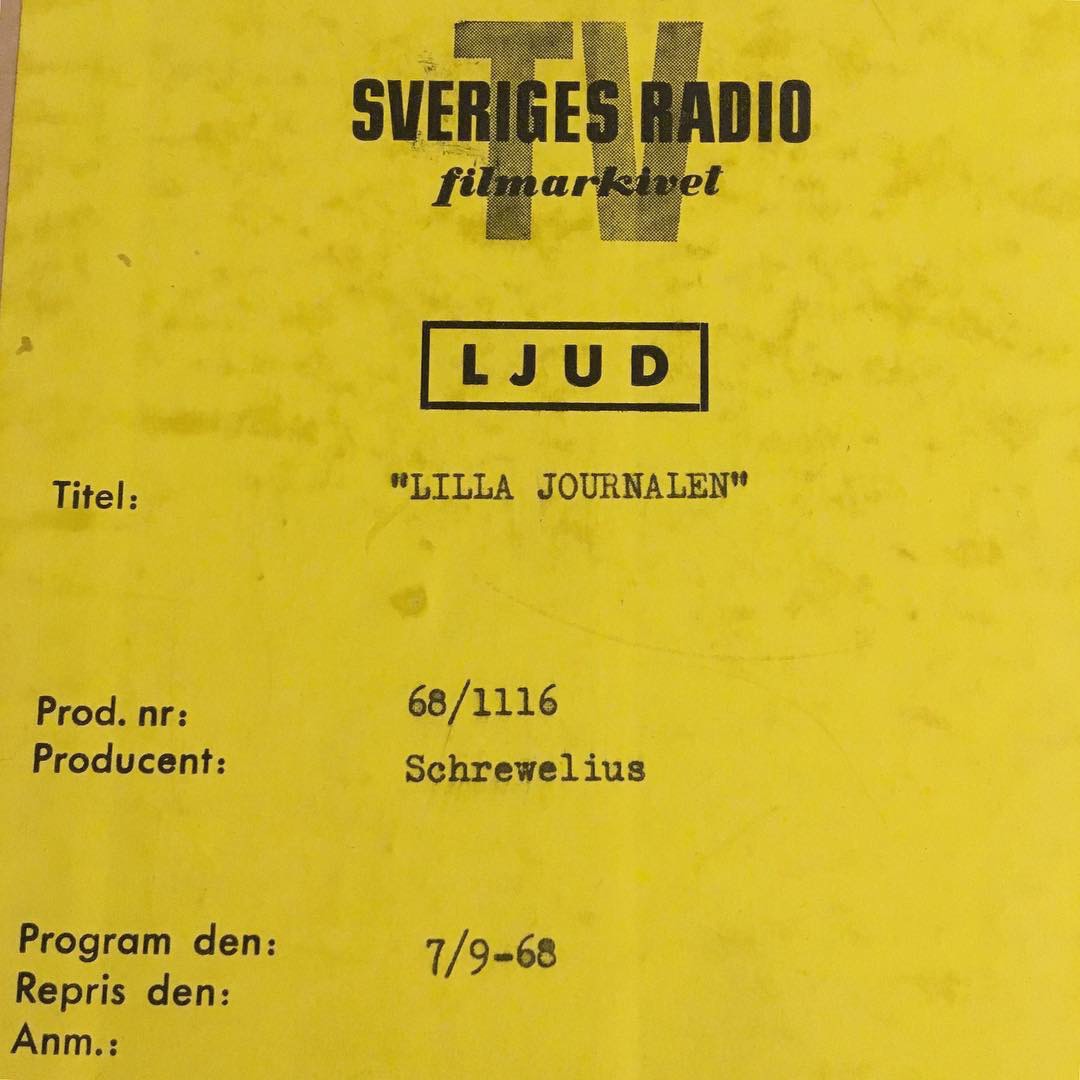 TV
SVERIGES RADIO
filmarkivet
LJUD
Titel: "LILLA JOURNALEN"
Prod. nr: 68/1116
Producent: Schrewelius
Program den: 7/9-68
Repris den:
Anm.: